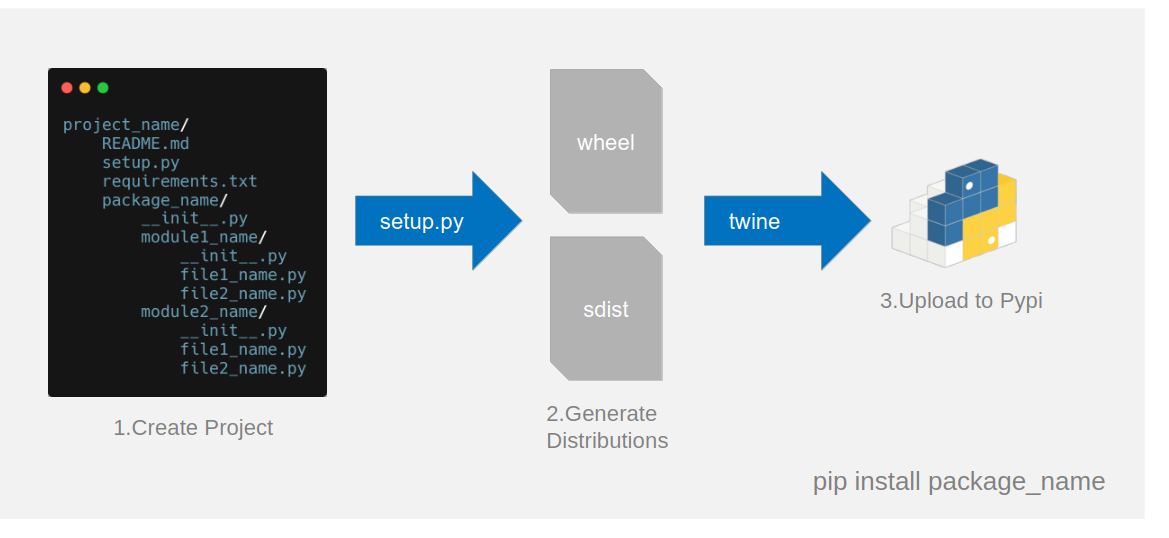 project_name/
README.md
setup.py
requirements.txt
package_name/
__init__.py
module1_name/
__init__.py
file1_name.py
file2_name.py
module2_name/
__init__.py
file1_name.py
file2_name.py
1.Create Project
setup.py
wheel
sdist
2.Generate
Distributions
twine
3.Upload to Pypi
pip install package_name